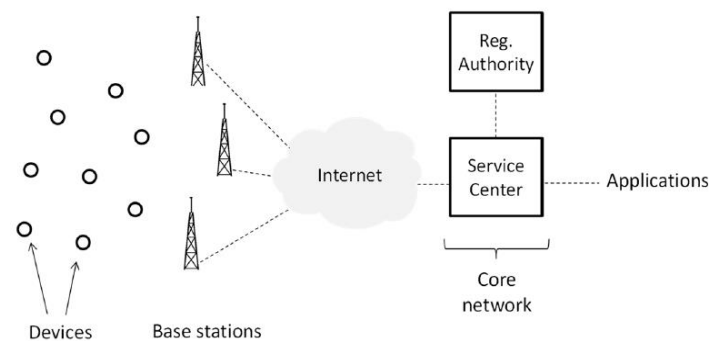 Reg.
Authority
Internet
Service
Center
Applications
Core
network
Devices
Base stations